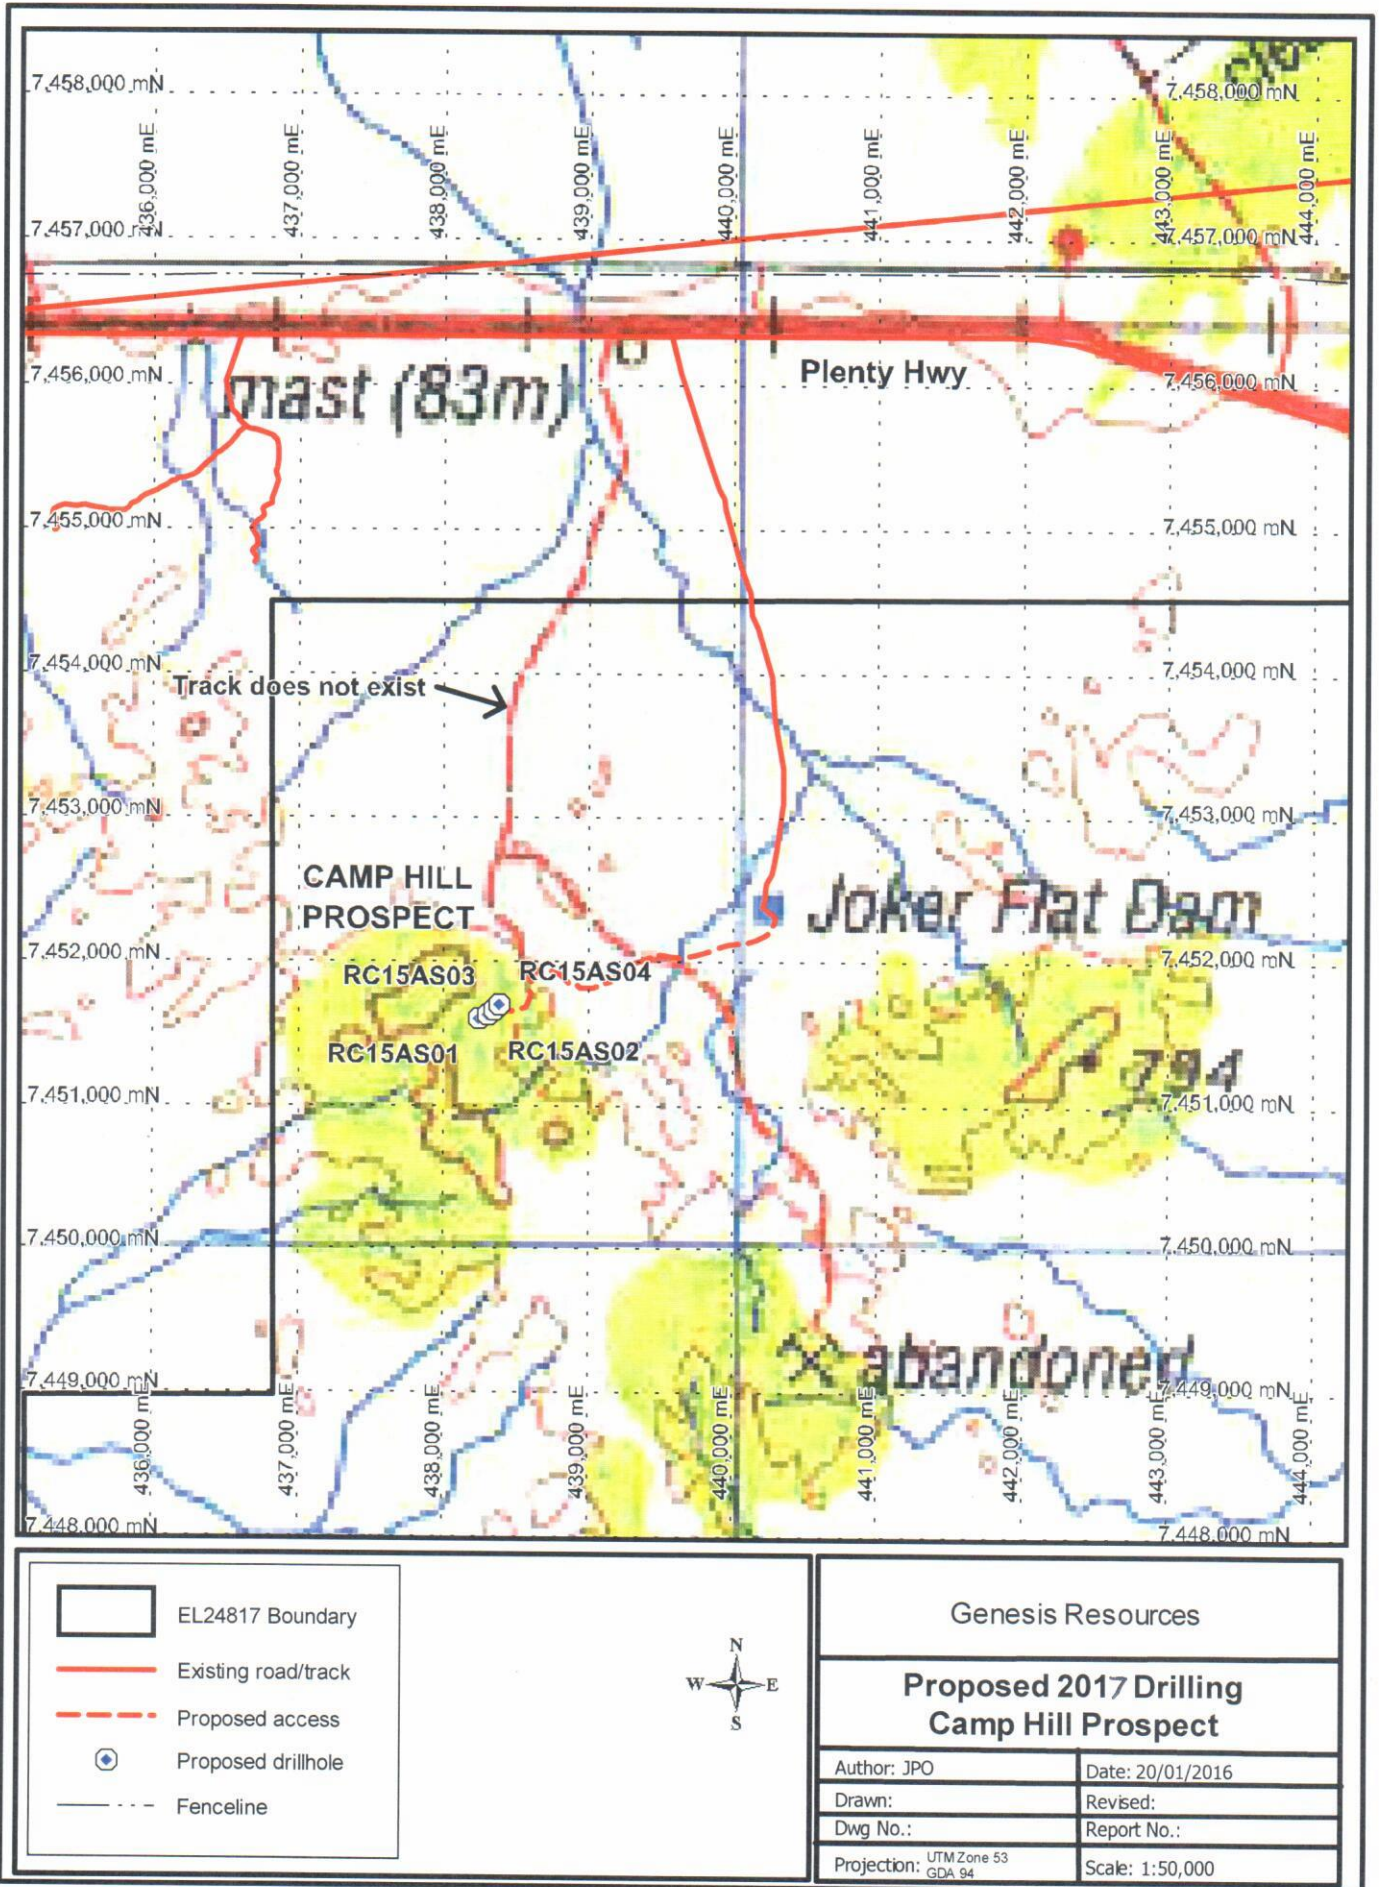 7,458,000 mN
7,458,000 mN
436,000 mE
437,000 mE
438,000 mE
439,000 mE
440,000 mE
441,000 mE
442,000 mE
443,000 mE
444,000 mE
7,457,000 mN
7,457,000 mN
mast (83m)
Plenty Hwy
7,456,000 mN
7,456,000 mN
7,455,000 mN
7,455,000 mN
7,454,000 mN
7,454,000 mN
Track does not exist
7,453,000 mN
7,453,000 mN
CAMP HILL
PROSPECT
Joker Flat Dam
7,452,000 mN
7,452,000 mN
RC15AS03
RC15AS04
RC15AS01
RC15AS02
794
7,451,000 mN
7,451,000 mN
7,450,000 mN
7,450,000 mN
abandoned
7,449,000 mN
7,449,000 mN
436,000 mE
437,000 mE
438,000 mE
439,000 mE
440,000 mE
441,000 mE
442,000 mE
443,000 mE
444,000 mE
7,448,000 mN
7,448,000 mN
EL24817 Boundary
Existing road/track
Proposed access
Proposed drillhole
Fenceline
N
W E
S
Genesis Resources
Proposed 2017 Drilling
Camp Hill Prospect
Author: JPO
Date: 20/01/2016
Drawn:
Revised:
Dwg No.:
Report No.:
Projection: UTM Zone 53
GDA 94
Scale: 1:50,000